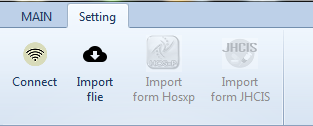 MAIN Setting
JHCIS
Connect Import Import Import
flie form Hosxp form JHCIS